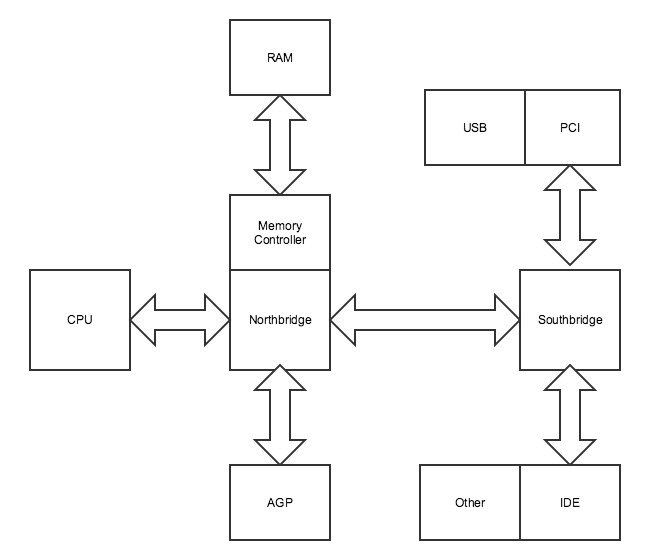 RAM
USB
PCI
Memory
Controller
CPU
Northbridge
Southbridge
AGP
Other
IDE